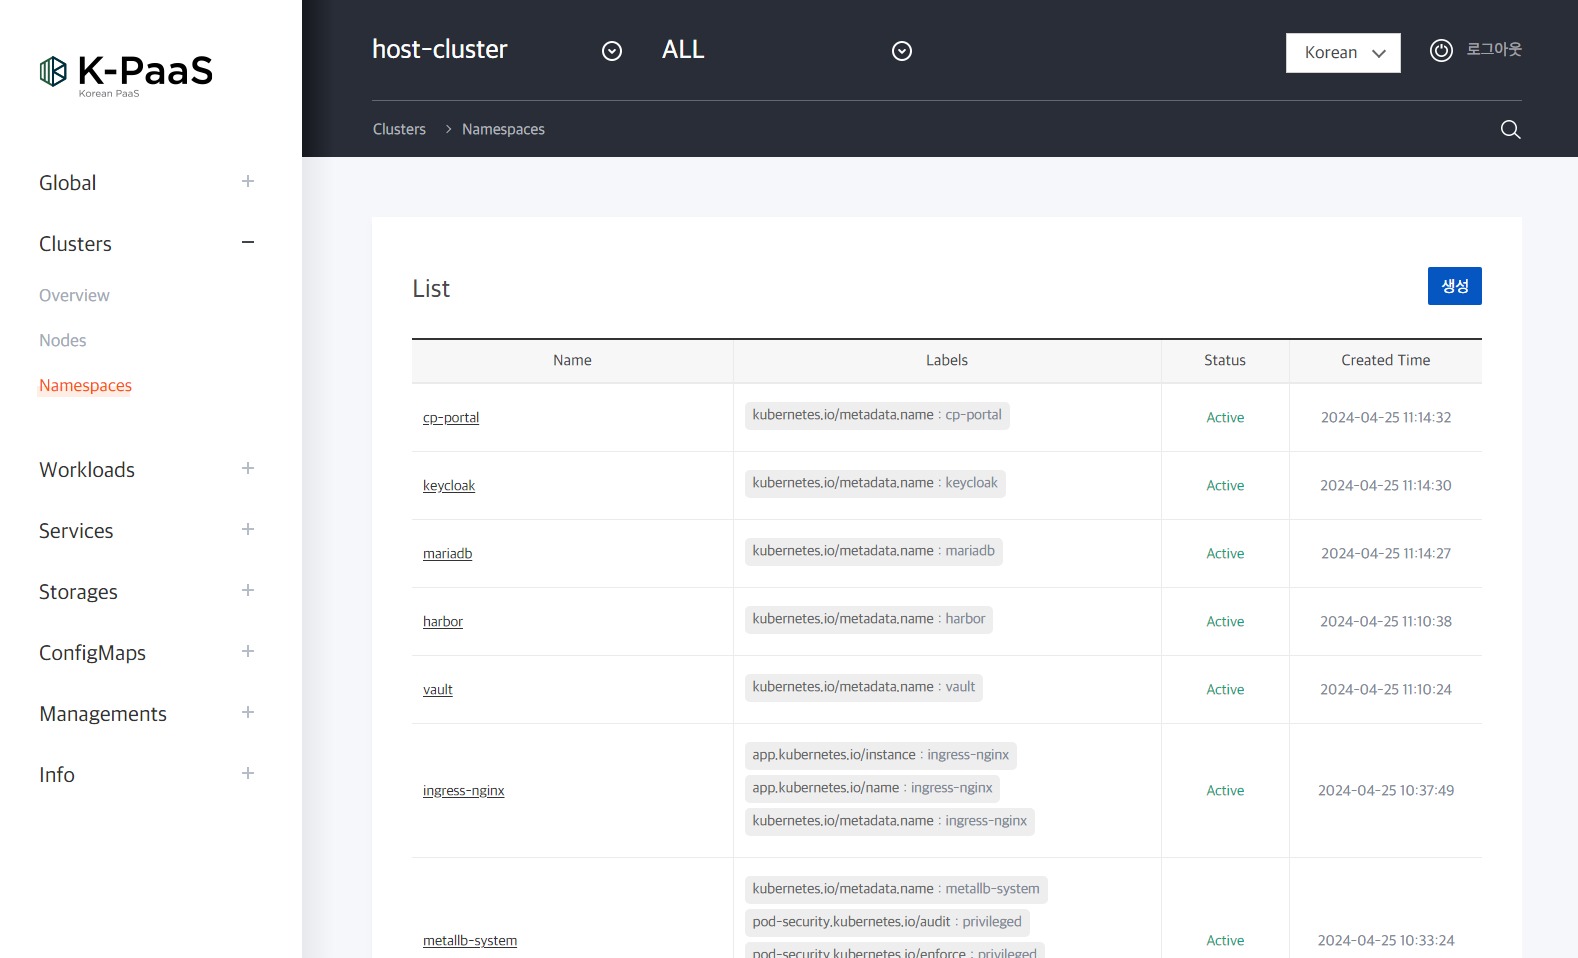 K-PaaS
Korean PaaS
host-cluster
ALL
Korean
로그아웃
Clusters > Namespaces
Global +
Clusters −
Overview
Nodes
Namespaces
Workloads +
Services +
Storages +
ConfigMaps +
Managements +
Info +
List
생성
Name Labels Status Created Time
cp-portal kubernetes.io/metadata.name : cp-portal Active 2024-04-25 11:14:32
keycloak kubernetes.io/metadata.name : keycloak Active 2024-04-25 11:14:30
mariadb kubernetes.io/metadata.name : mariadb Active 2024-04-25 11:14:27
harbor kubernetes.io/metadata.name : harbor Active 2024-04-25 11:10:38
vault kubernetes.io/metadata.name : vault Active 2024-04-25 11:10:24
app.kubernetes.io/instance : ingress-nginx
ingress-nginx app.kubernetes.io/name : ingress-nginx Active 2024-04-25 10:37:49
kubernetes.io/metadata.name : ingress-nginx
kubernetes.io/metadata.name : metallb-system
pod-security.kubernetes.io/audit : privileged
metallb-system Active 2024-04-25 10:33:24
pod-security.kubernetes.io/enforce : privileged